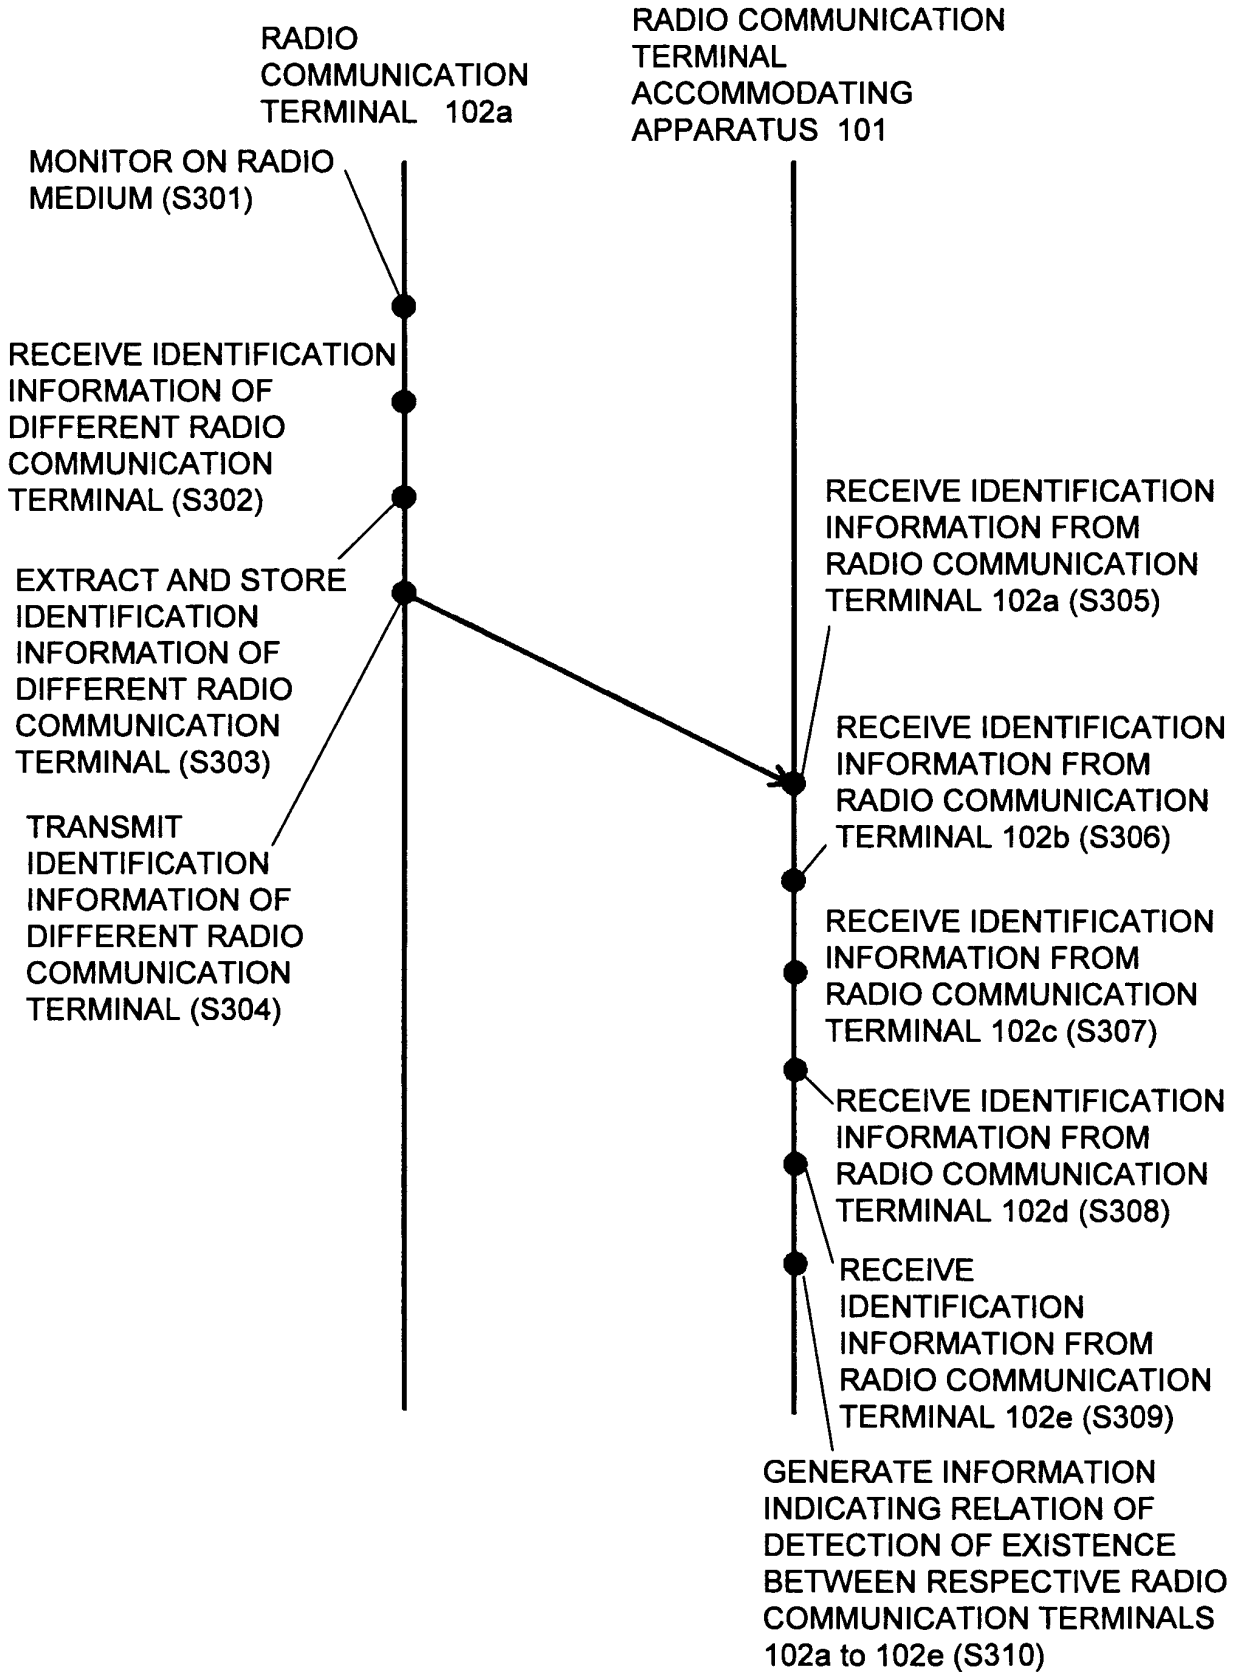 RADIO
COMMUNICATION
TERMINAL 102a
RADIO COMMUNICATION
TERMINAL
ACCOMMODATING
APPARATUS 101
MONITOR ON RADIO
MEDIUM (S301)
RECEIVE IDENTIFICATION
INFORMATION OF
DIFFERENT RADIO
COMMUNICATION
TERMINAL (S302)
EXTRACT AND STORE
IDENTIFICATION
INFORMATION OF
DIFFERENT RADIO
COMMUNICATION
TERMINAL (S303)
TRANSMIT
IDENTIFICATION
INFORMATION OF
DIFFERENT RADIO
COMMUNICATION
TERMINAL (S304)
RECEIVE IDENTIFICATION
INFORMATION FROM
RADIO COMMUNICATION
TERMINAL 102a (S305)
RECEIVE IDENTIFICATION
INFORMATION FROM
RADIO COMMUNICATION
TERMINAL 102b (S306)
RECEIVE IDENTIFICATION
INFORMATION FROM
RADIO COMMUNICATION
TERMINAL 102c (S307)
RECEIVE IDENTIFICATION
INFORMATION FROM
RADIO COMMUNICATION
TERMINAL 102d (S308)
RECEIVE
IDENTIFICATION
INFORMATION FROM
RADIO COMMUNICATION
TERMINAL 102e (S309)
GENERATE INFORMATION
INDICATING RELATION OF
DETECTION OF EXISTENCE
BETWEEN RESPECTIVE RADIO
COMMUNICATION TERMINALS
102a to 102e (S310)